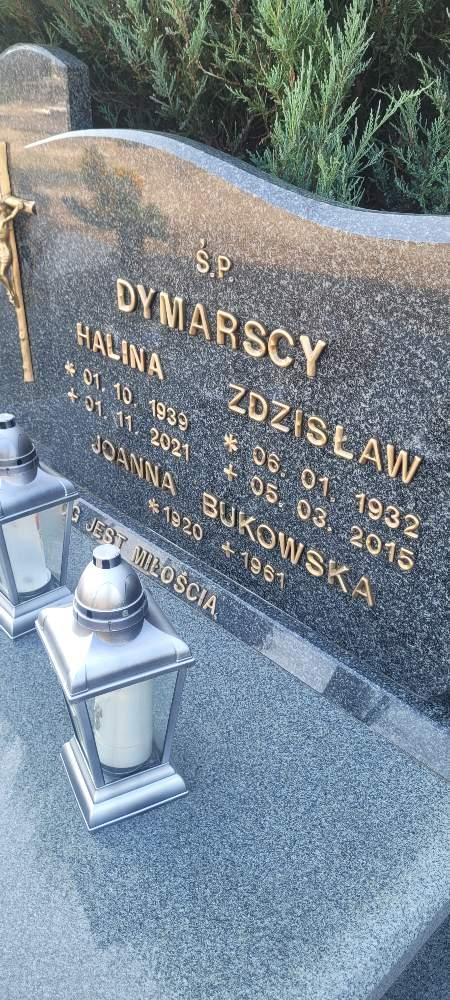 Ś.P.
DYMARSCY
HALINA
* 01. 10. 1939
+ 01. 11. 2021
ZDZISŁAW
* 06. 01. 1932
+ 05. 03. 2015
JOANNA BUKOWSKA
*1920 +1961
G JEST MIŁOŚCIĄ